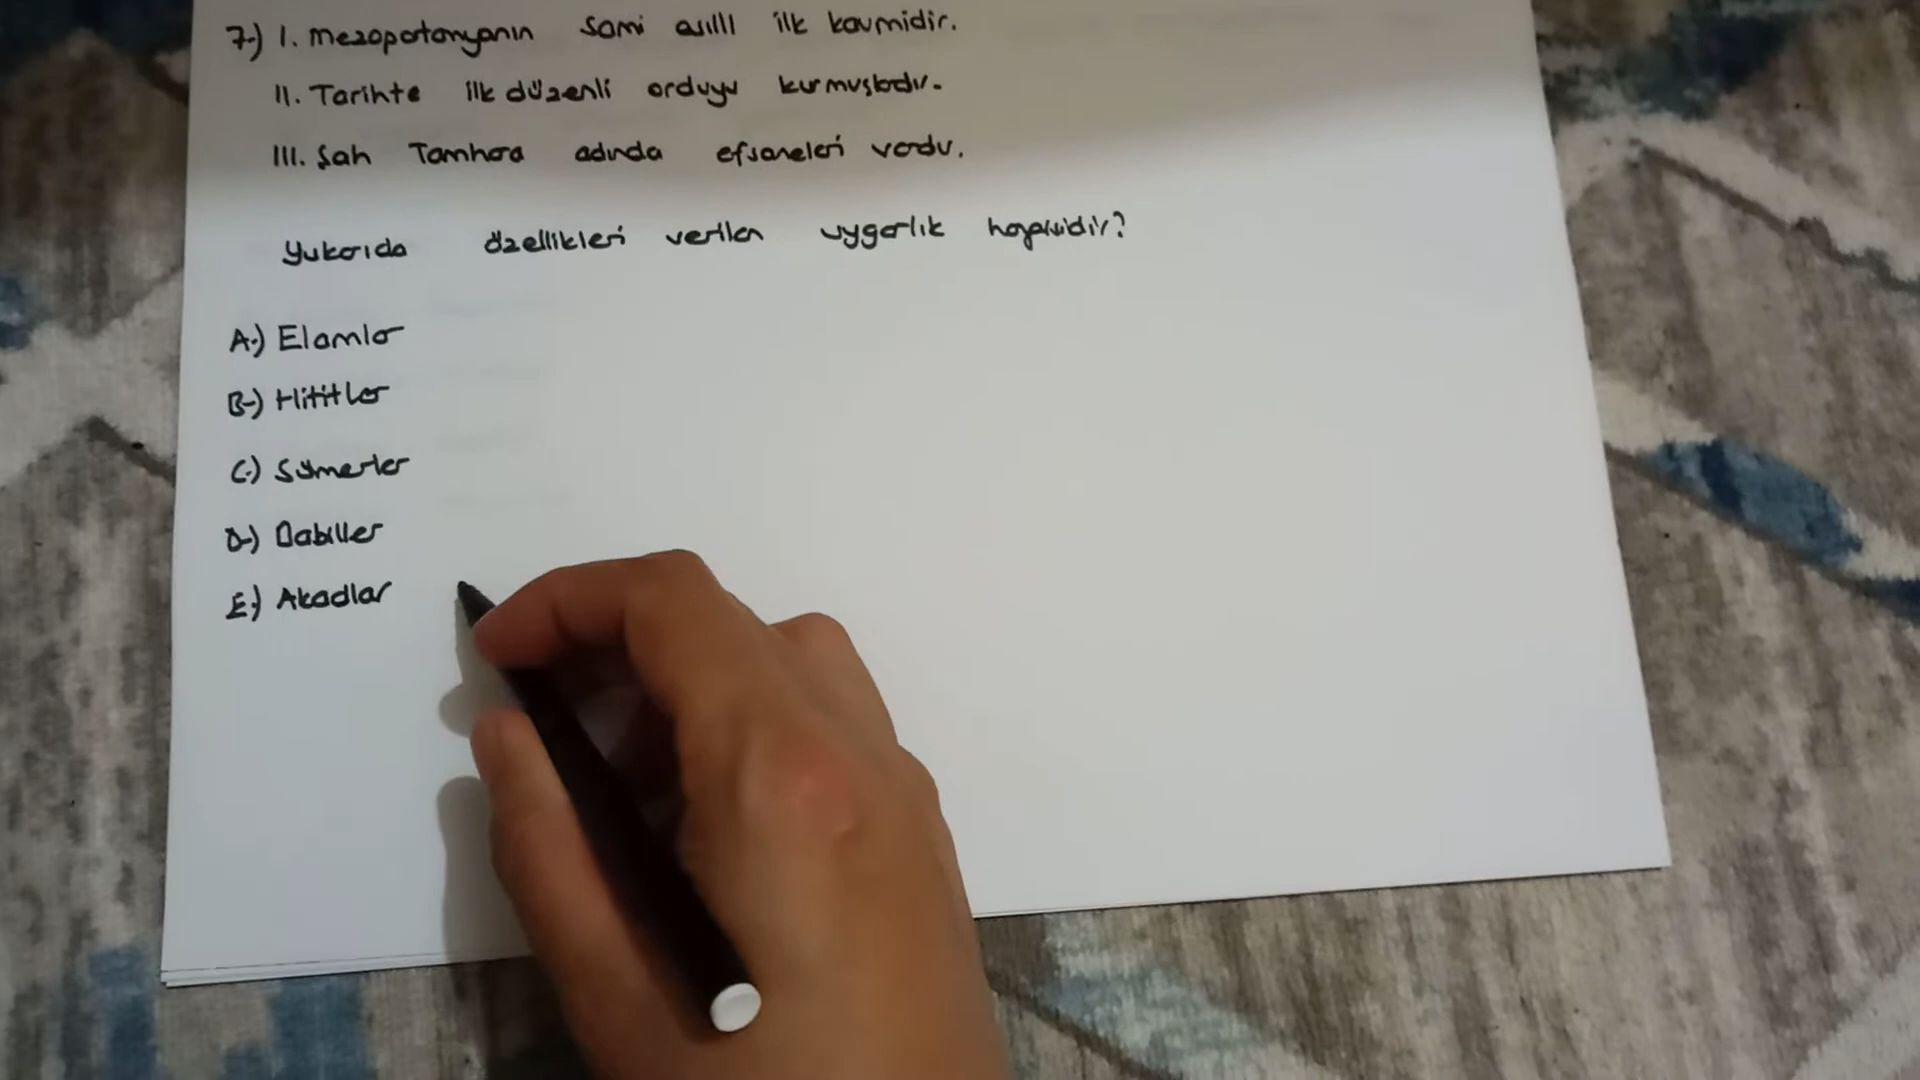 7-) I. Mezopotamyanın Sami asıllı ilk kavmidir.
II. Tarihte ilk düzenli orduyu kurmuşlardır.
III. Şah Tamhara adında efsaneleri vardır.
Yukarıda özellikleri verilen uygarlık hangisidir?
A-) Elamlar
B-) Hititler
C-) Sümerler
D-) Babiller
E-) Akadlar